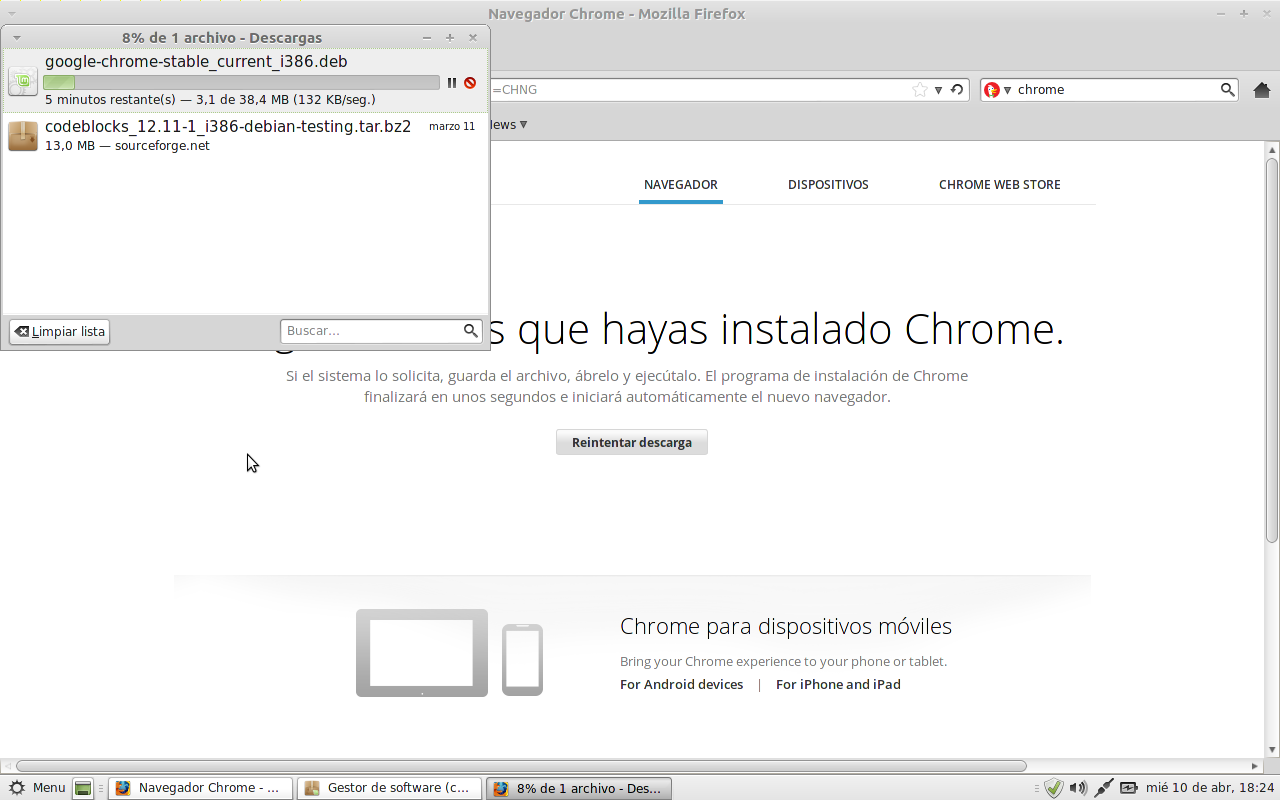 Navegador Chrome - Mozilla Firefox
8% de 1 archivo - Descargas
google-chrome-stable_current_i386.deb
5 minutos restante(s) — 3,1 de 38,4 MB (132 KB/seg.)
codeblocks_12.11-1_i386-debian-testing.tar.bz2 marzo 11
13,0 MB — sourceforge.net
Limpiar lista Buscar...
=CHNG chrome
NAVEGADOR DISPOSITIVOS CHROME WEB STORE
que hayas instalado Chrome.
Si el sistema lo solicita, guarda el archivo, ábrelo y ejecútalo. El programa de instalación de Chrome
finalizará en unos segundos e iniciará automáticamente el nuevo navegador.
Reintentar descarga
Chrome para dispositivos móviles
Bring your Chrome experience to your phone or tablet.
For Android devices | For iPhone and iPad
Menu Navegador Chrome - ... Gestor de software (c... 8% de 1 archivo - Des... mié 10 de abr, 18:24